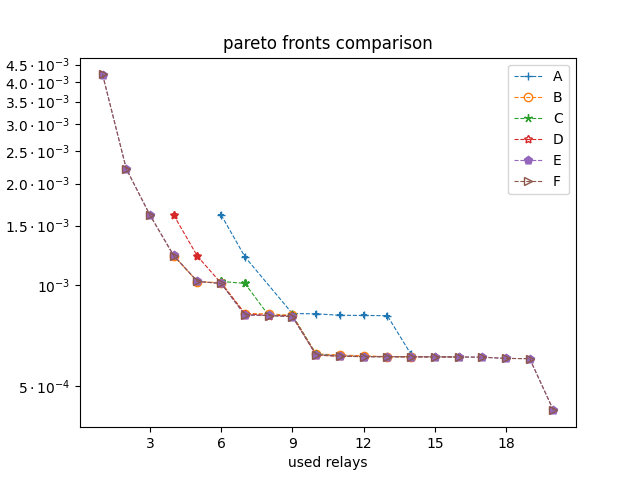 pareto fronts comparison
4.5·10⁻³
4.0·10⁻³
3.5·10⁻³
3.0·10⁻³
2.5·10⁻³
2.0·10⁻³
1.5·10⁻³
10⁻³
5·10⁻⁴
A
B
C
D
E
F
3 6 9 12 15 18
used relays